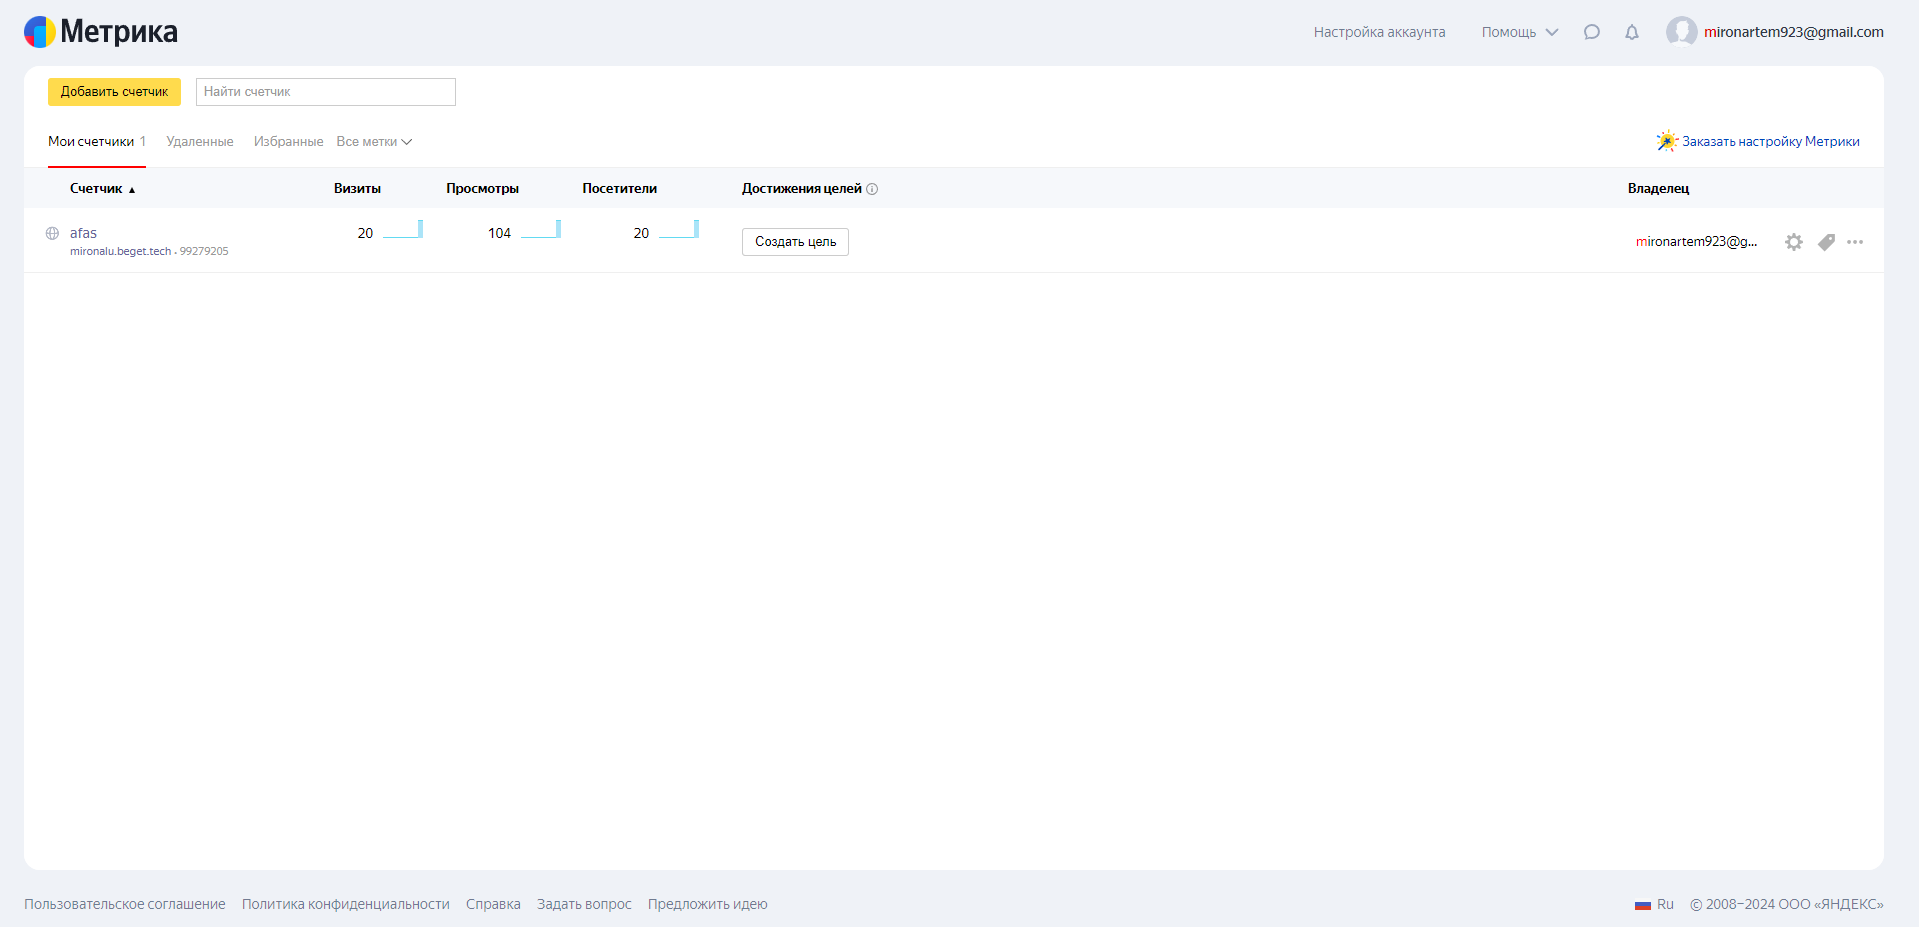 Метрика
Настройка аккаунта
Помощь
mironartem923@gmail.com
Добавить счетчик
Найти счетчик
Мои счетчики 1
Удаленные
Избранные
Все метки
Заказать настройку Метрики
Счетчик ▲
Визиты
Просмотры
Посетители
Достижения целей
Владелец
afas
mironalu.beget.tech • 99279205
20
104
20
Создать цель
mironartem923@g...
Пользовательское соглашение
Политика конфиденциальности
Справка
Задать вопрос
Предложить идею
Ru
© 2008–2024 ООО «ЯНДЕКС»